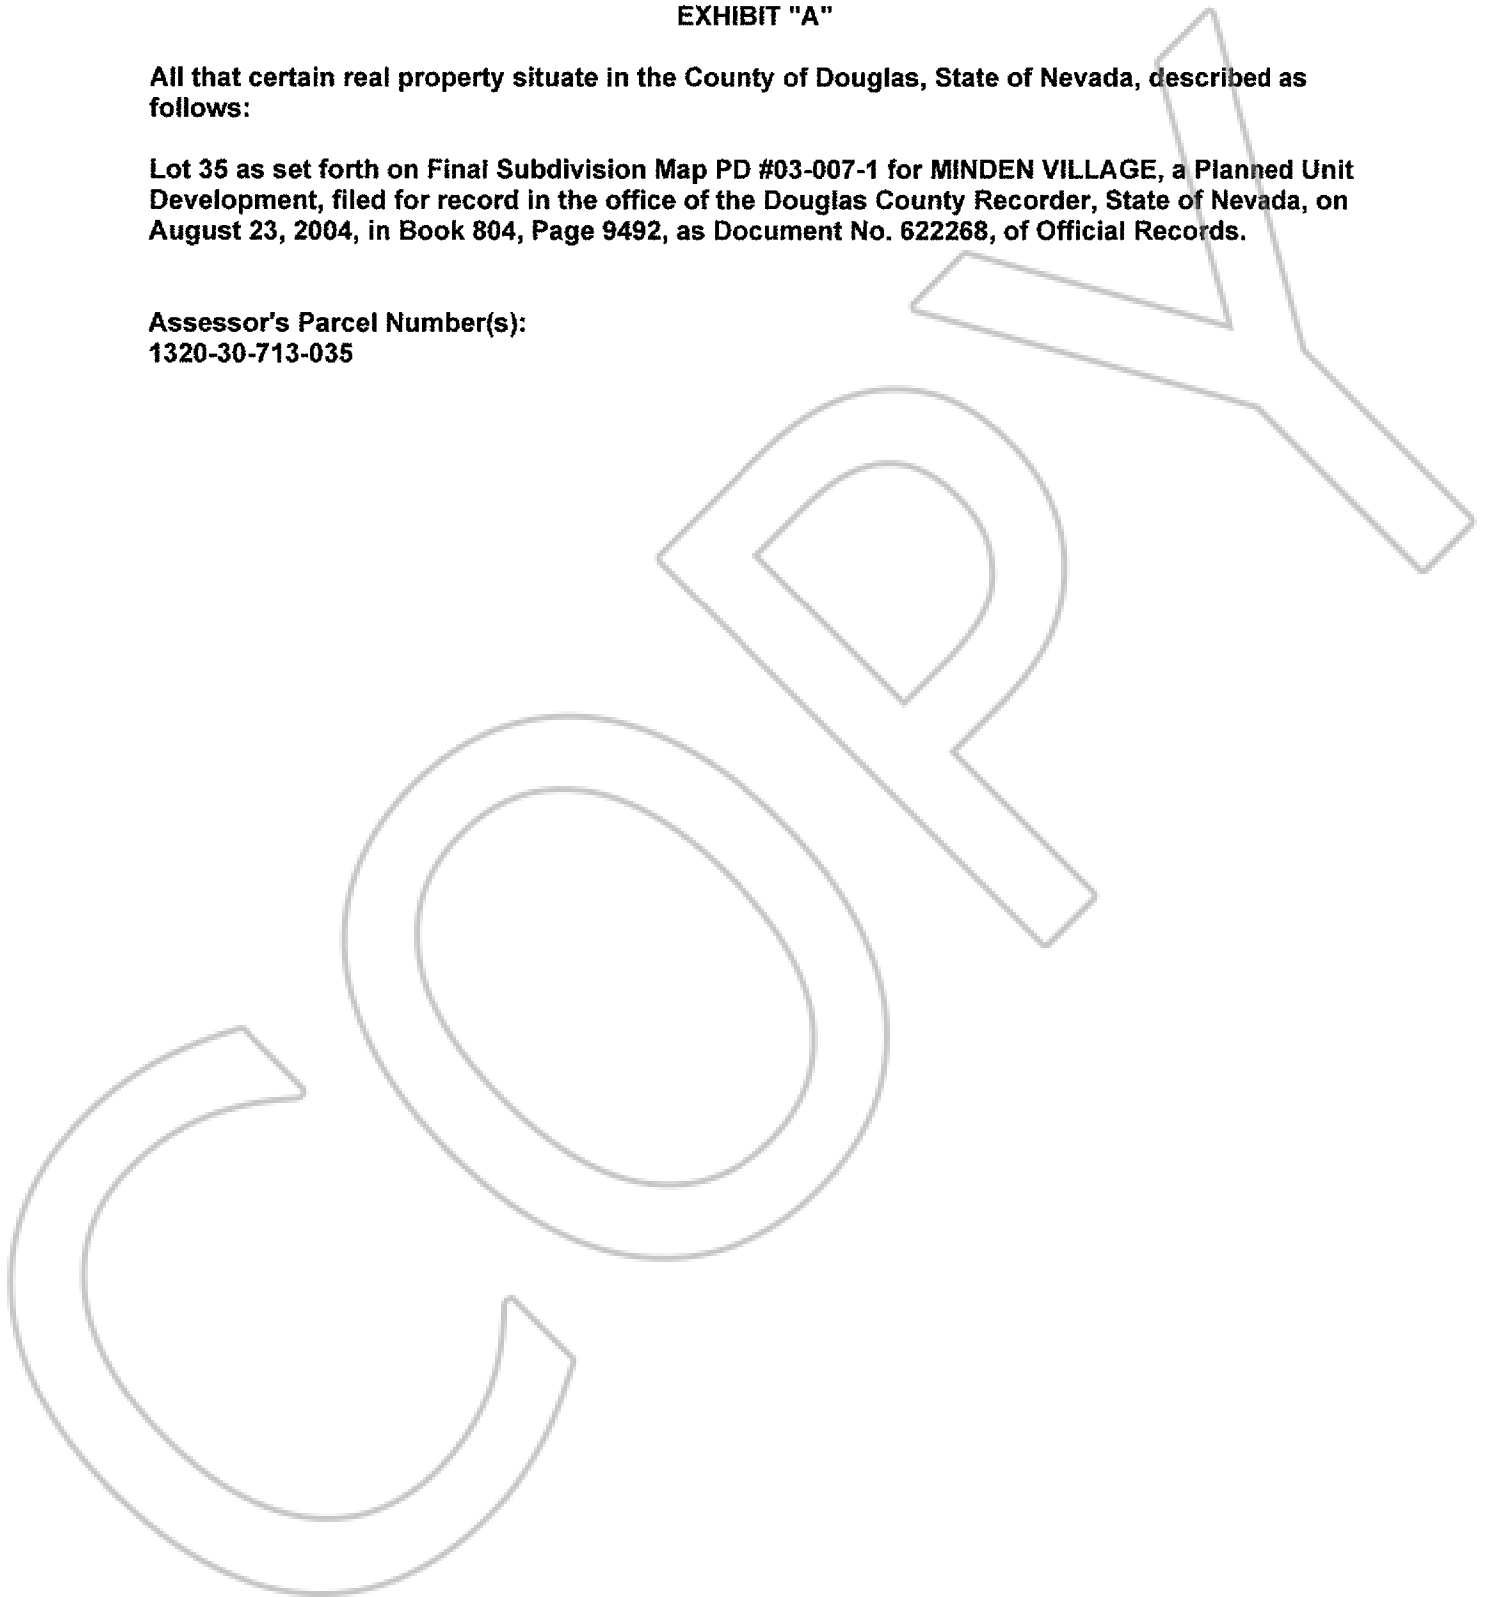 EXHIBIT "A"
All that certain real property situate in the County of Douglas, State of Nevada, described as
follows:
Lot 35 as set forth on Final Subdivision Map PD #03-007-1 for MINDEN VILLAGE, a Planned Unit
Development, filed for record in the office of the Douglas County Recorder, State of Nevada, on
August 23, 2004, in Book 804, Page 9492, as Document No. 622268, of Official Records.
Assessor's Parcel Number(s):
1320-30-713-035
COPY